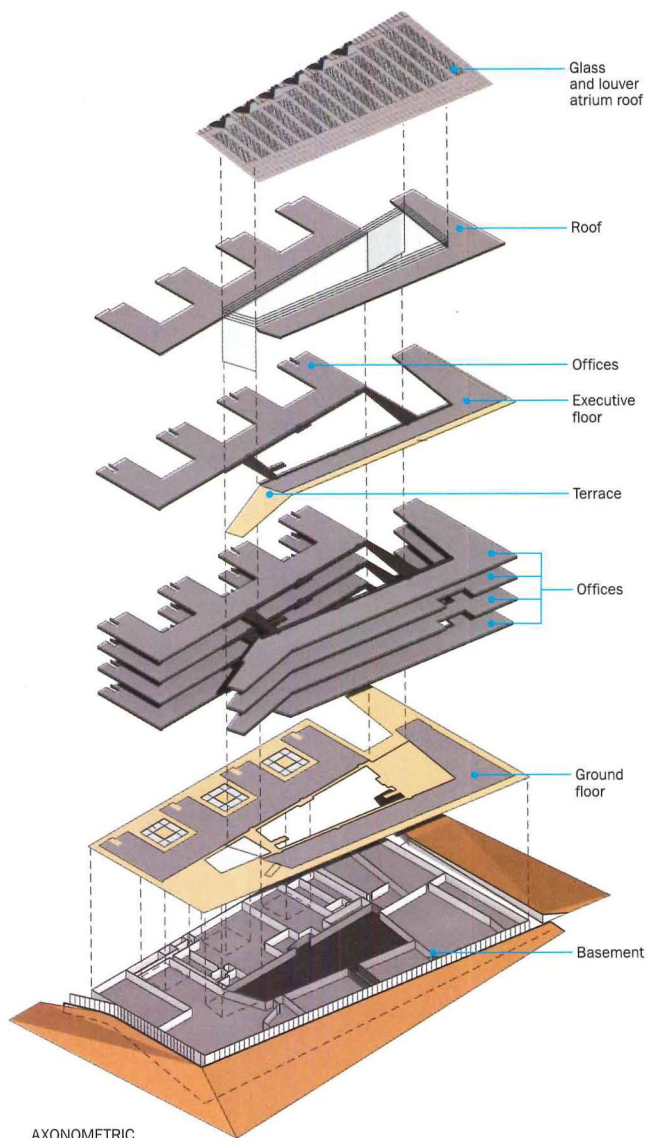 Glass
and louver
atrium roof
Roof
Offices
Executive
floor
Terrace
Offices
Ground
floor
Basement
AXONOMETRIC